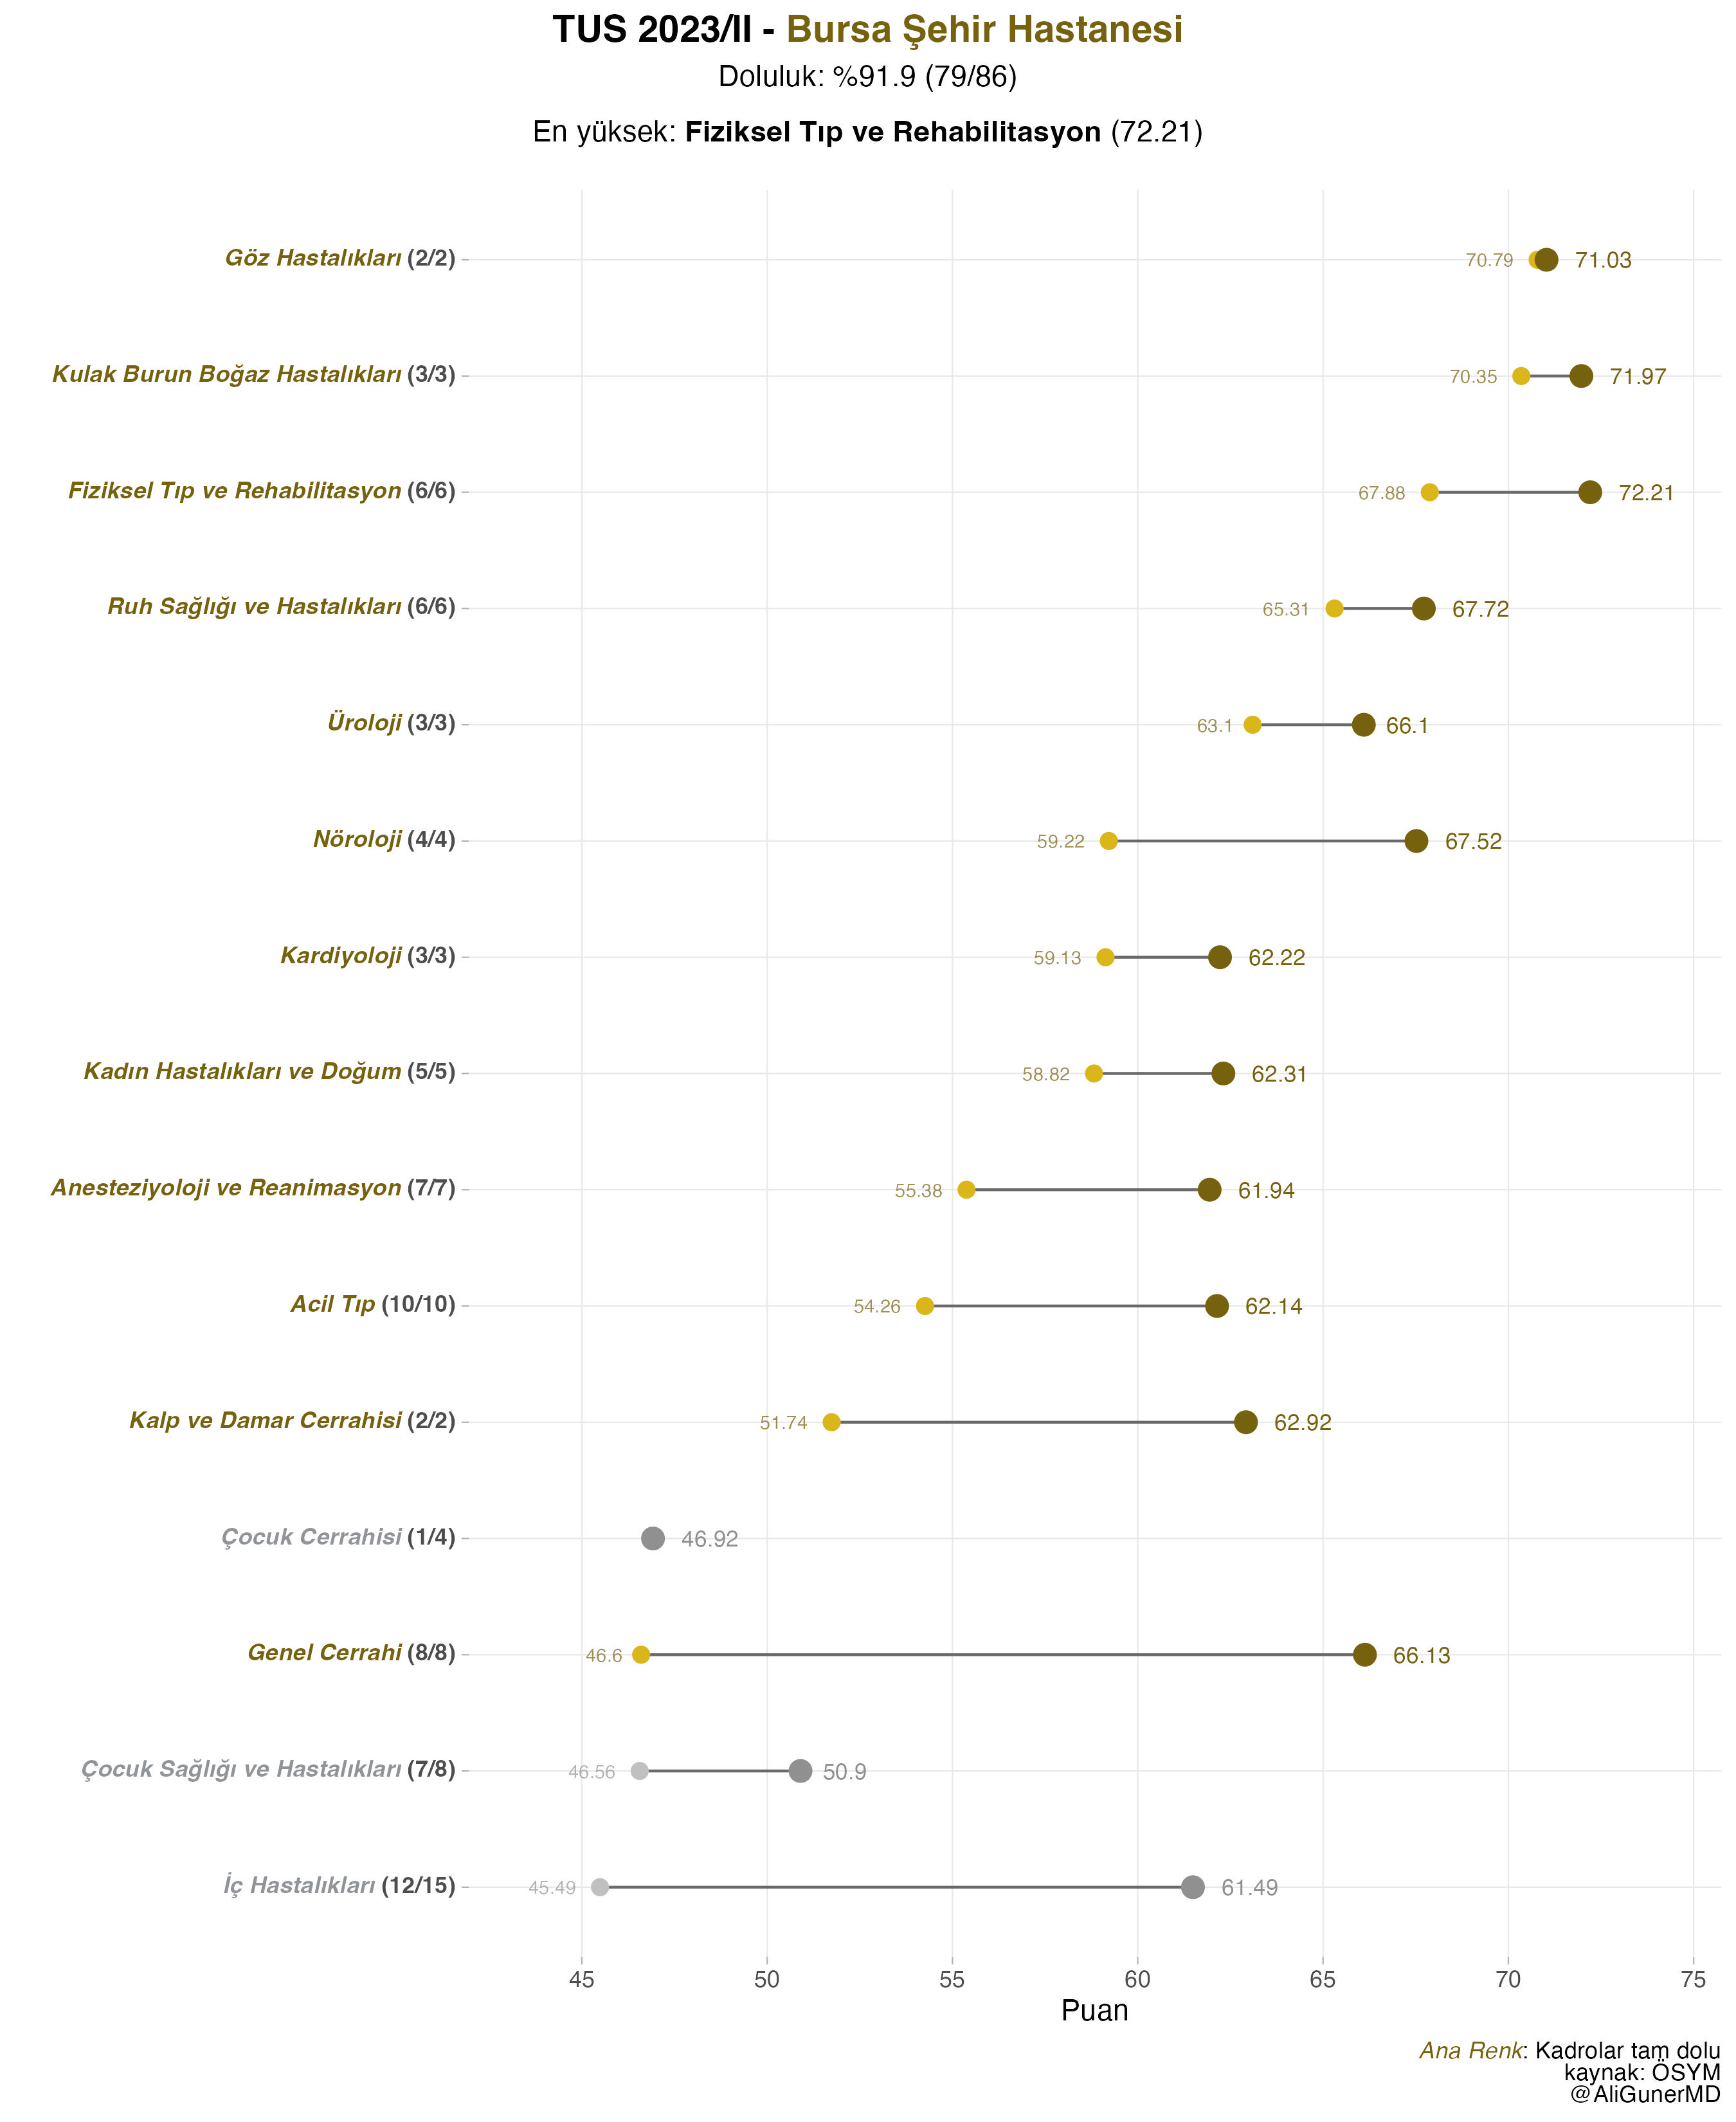 TUS 2023/II - Bursa Şehir Hastanesi
Doluluk: %91.9 (79/86)
En yüksek: Fiziksel Tıp ve Rehabilitasyon (72.21)
Göz Hastalıkları (2/2) 70.79 71.03
Kulak Burun Boğaz Hastalıkları (3/3) 70.35 71.97
Fiziksel Tıp ve Rehabilitasyon (6/6) 67.88 72.21
Ruh Sağlığı ve Hastalıkları (6/6) 65.31 67.72
Üroloji (3/3) 63.1 66.1
Nöroloji (4/4) 59.22 67.52
Kardiyoloji (3/3) 59.13 62.22
Kadın Hastalıkları ve Doğum (5/5) 58.82 62.31
Anesteziyoloji ve Reanimasyon (7/7) 55.38 61.94
Acil Tıp (10/10) 54.26 62.14
Kalp ve Damar Cerrahisi (2/2) 51.74 62.92
Çocuk Cerrahisi (1/4) 46.92
Genel Cerrahi (8/8) 46.6 66.13
Çocuk Sağlığı ve Hastalıkları (7/8) 46.56 50.9
İç Hastalıkları (12/15) 45.49 61.49
45 50 55 60 65 70 75
Puan
Ana Renk: Kadrolar tam dolu
kaynak: ÖSYM
@AliGunerMD